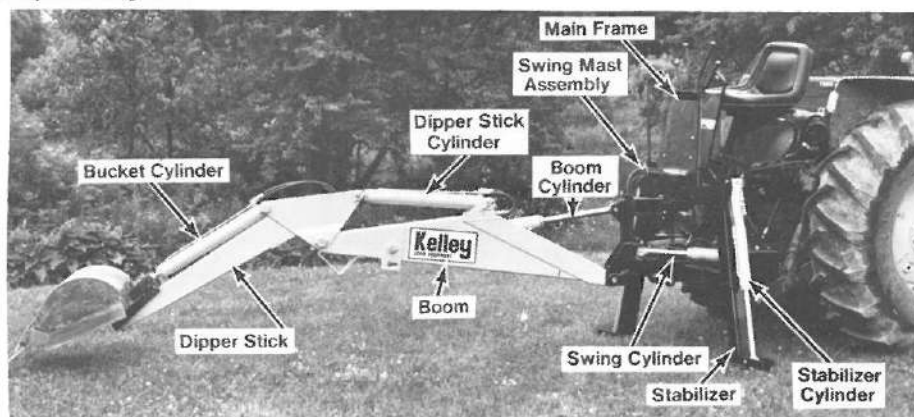 Main Frame
Swing Mast
Assembly
Dipper Stick
Cylinder
Bucket Cylinder
Boom
Cylinder
Kelley
Dipper Stick
Boom
Swing Cylinder
Stabilizer
Stabilizer
Cylinder